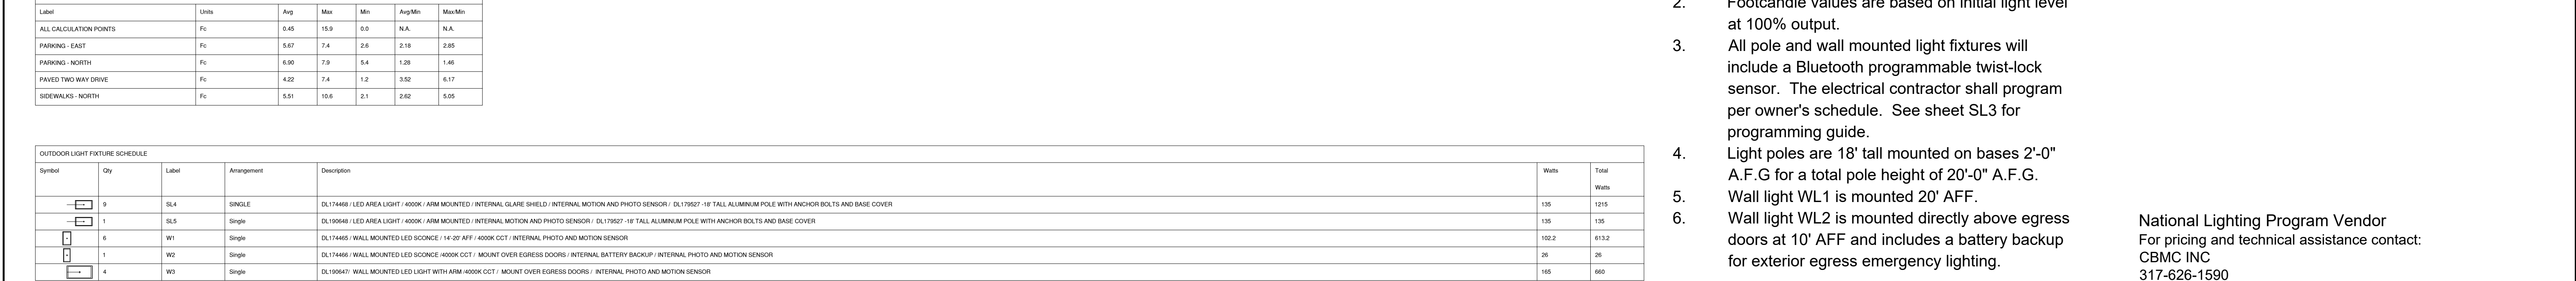 Label Units Avg Max Min Avg/Min Max/Min
ALL CALCULATION POINTS Fc 0.45 15.9 0.0 N.A. N.A.
PARKING - EAST Fc 5.67 7.4 2.6 2.18 2.85
PARKING - NORTH Fc 6.90 7.9 5.4 1.28 1.46
PAVED TWO WAY DRIVE Fc 4.22 7.4 1.2 3.52 6.17
SIDEWALKS - NORTH Fc 5.51 10.6 2.1 2.62 5.05
OUTDOOR LIGHT FIXTURE SCHEDULE
Symbol Qty Label Arrangement Description Watts Total
Watts
9 SL4 SINGLE DL174468 / LED AREA LIGHT / 4000K / ARM MOUNTED / INTERNAL GLARE SHIELD / INTERNAL MOTION AND PHOTO SENSOR / DL179527 -18' TALL ALUMINUM POLE WITH ANCHOR BOLTS AND BASE COVER 135 1215
1 SL5 Single DL190648 / LED AREA LIGHT / 4000K / ARM MOUNTED / INTERNAL MOTION AND PHOTO SENSOR / DL179527 -18' TALL ALUMINUM POLE WITH ANCHOR BOLTS AND BASE COVER 135 135
6 W1 Single DL174465 / WALL MOUNTED LED SCONCE / 14'-20' AFF / 4000K CCT / INTERNAL PHOTO AND MOTION SENSOR 102.2 613.2
1 W2 Single DL174466 / WALL MOUNTED LED SCONCE /4000K CCT / MOUNT OVER EGRESS DOORS / INTERNAL BATTERY BACKUP / INTERNAL PHOTO AND MOTION SENSOR 26 26
4 W3 Single DL190647/ WALL MOUNTED LED LIGHT WITH ARM /4000K CCT / MOUNT OVER EGRESS DOORS / INTERNAL PHOTO AND MOTION SENSOR 165 660
2. Footcandle values are based on initial light level
at 100% output.
3. All pole and wall mounted light fixtures will
include a Bluetooth programmable twist-lock
sensor. The electrical contractor shall program
per owner's schedule. See sheet SL3 for
programming guide.
4. Light poles are 18' tall mounted on bases 2'-0"
A.F.G for a total pole height of 20'-0" A.F.G.
5. Wall light WL1 is mounted 20' AFF.
6. Wall light WL2 is mounted directly above egress
doors at 10' AFF and includes a battery backup
for exterior egress emergency lighting.
National Lighting Program Vendor
For pricing and technical assistance contact:
CBMC INC
317-626-1590